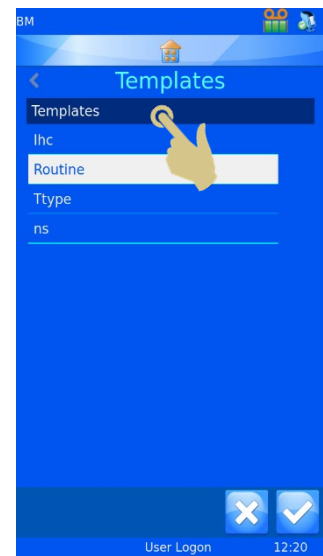 BM
Templates
Templates
Ihc
Routine
Ttype
ns
User Logon 12:20